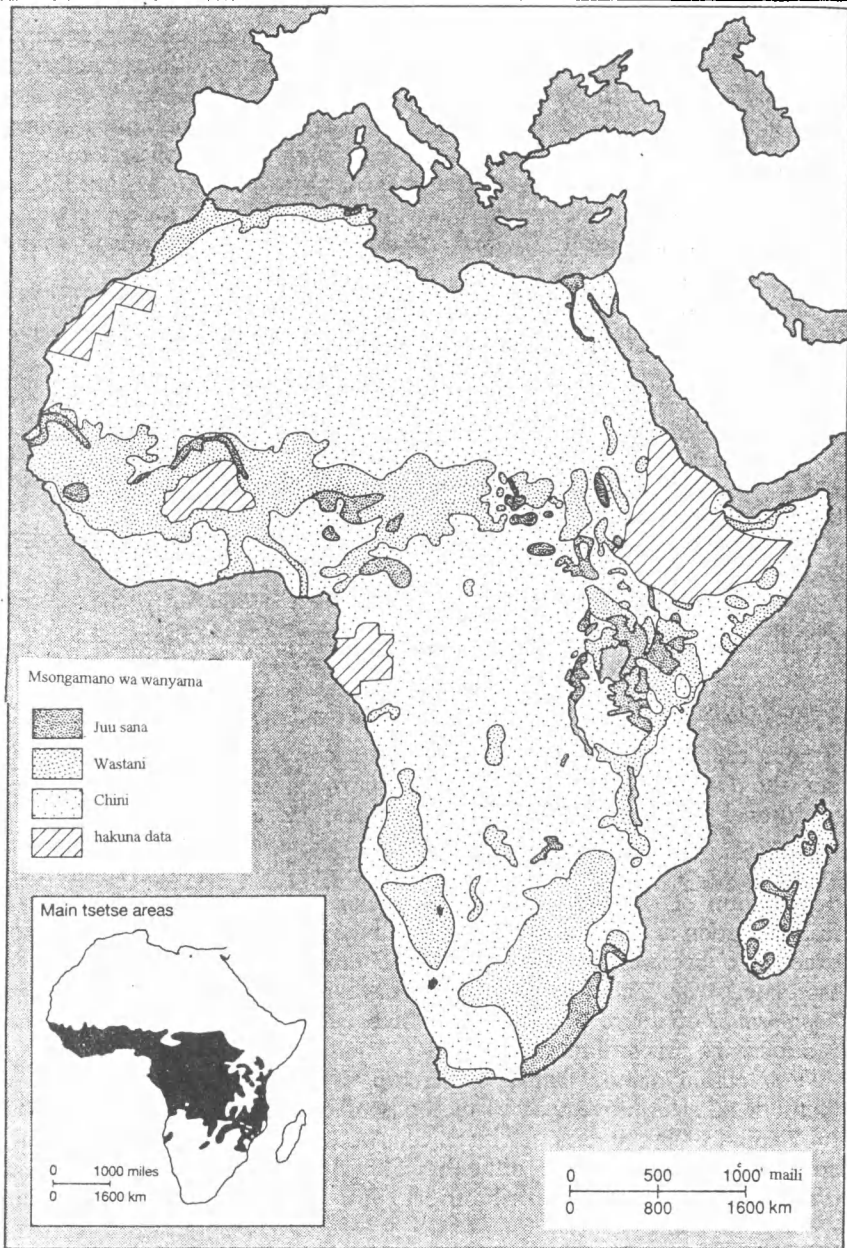 Msongamano wa wanyama
Juu sana
Wastani
Chini
hakuna data
Main tsetse areas
0 1000 miles
0 1600 km
0 500 1000 maili
0 800 1600 km